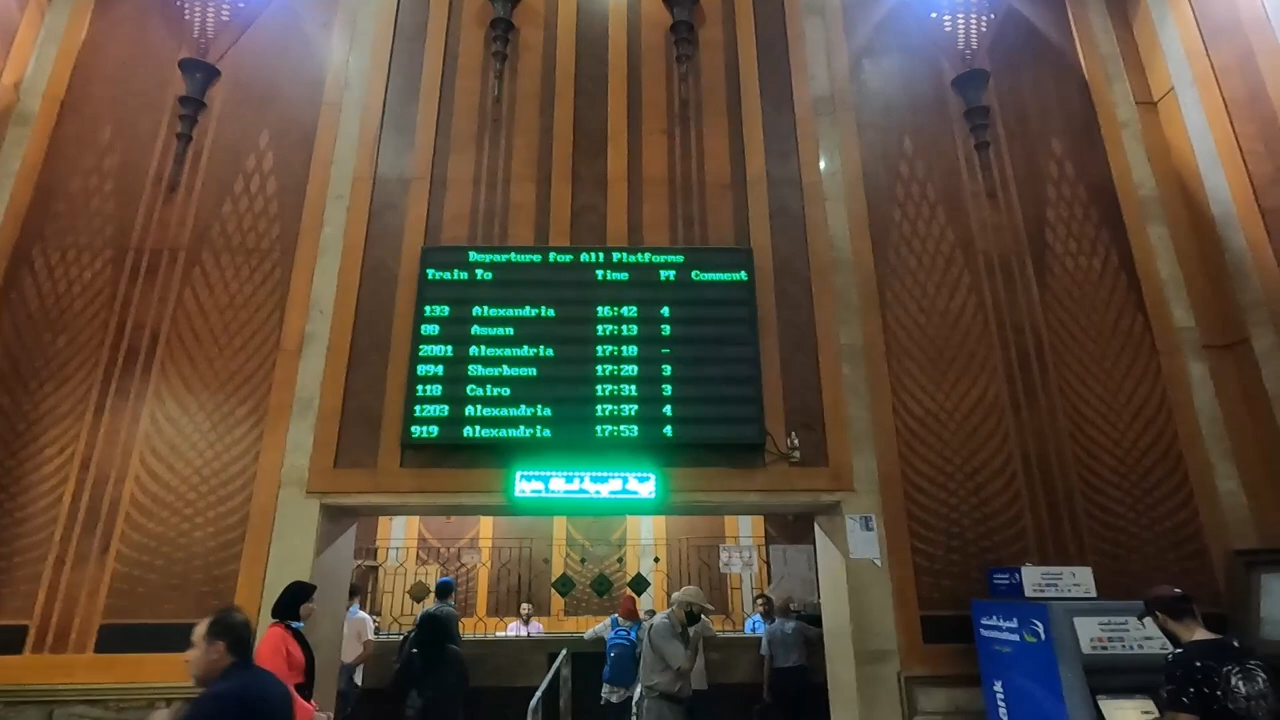 Departure for All Platforms
Train To Time PT Comment
133 Alexandria 16:42 4
88 Aswan 17:13 3
2001 Alexandria 17:18 -
894 Sherbeen 17:20 3
118 Cairo 17:31 3
1203 Alexandria 17:37 4
919 Alexandria 17:53 4